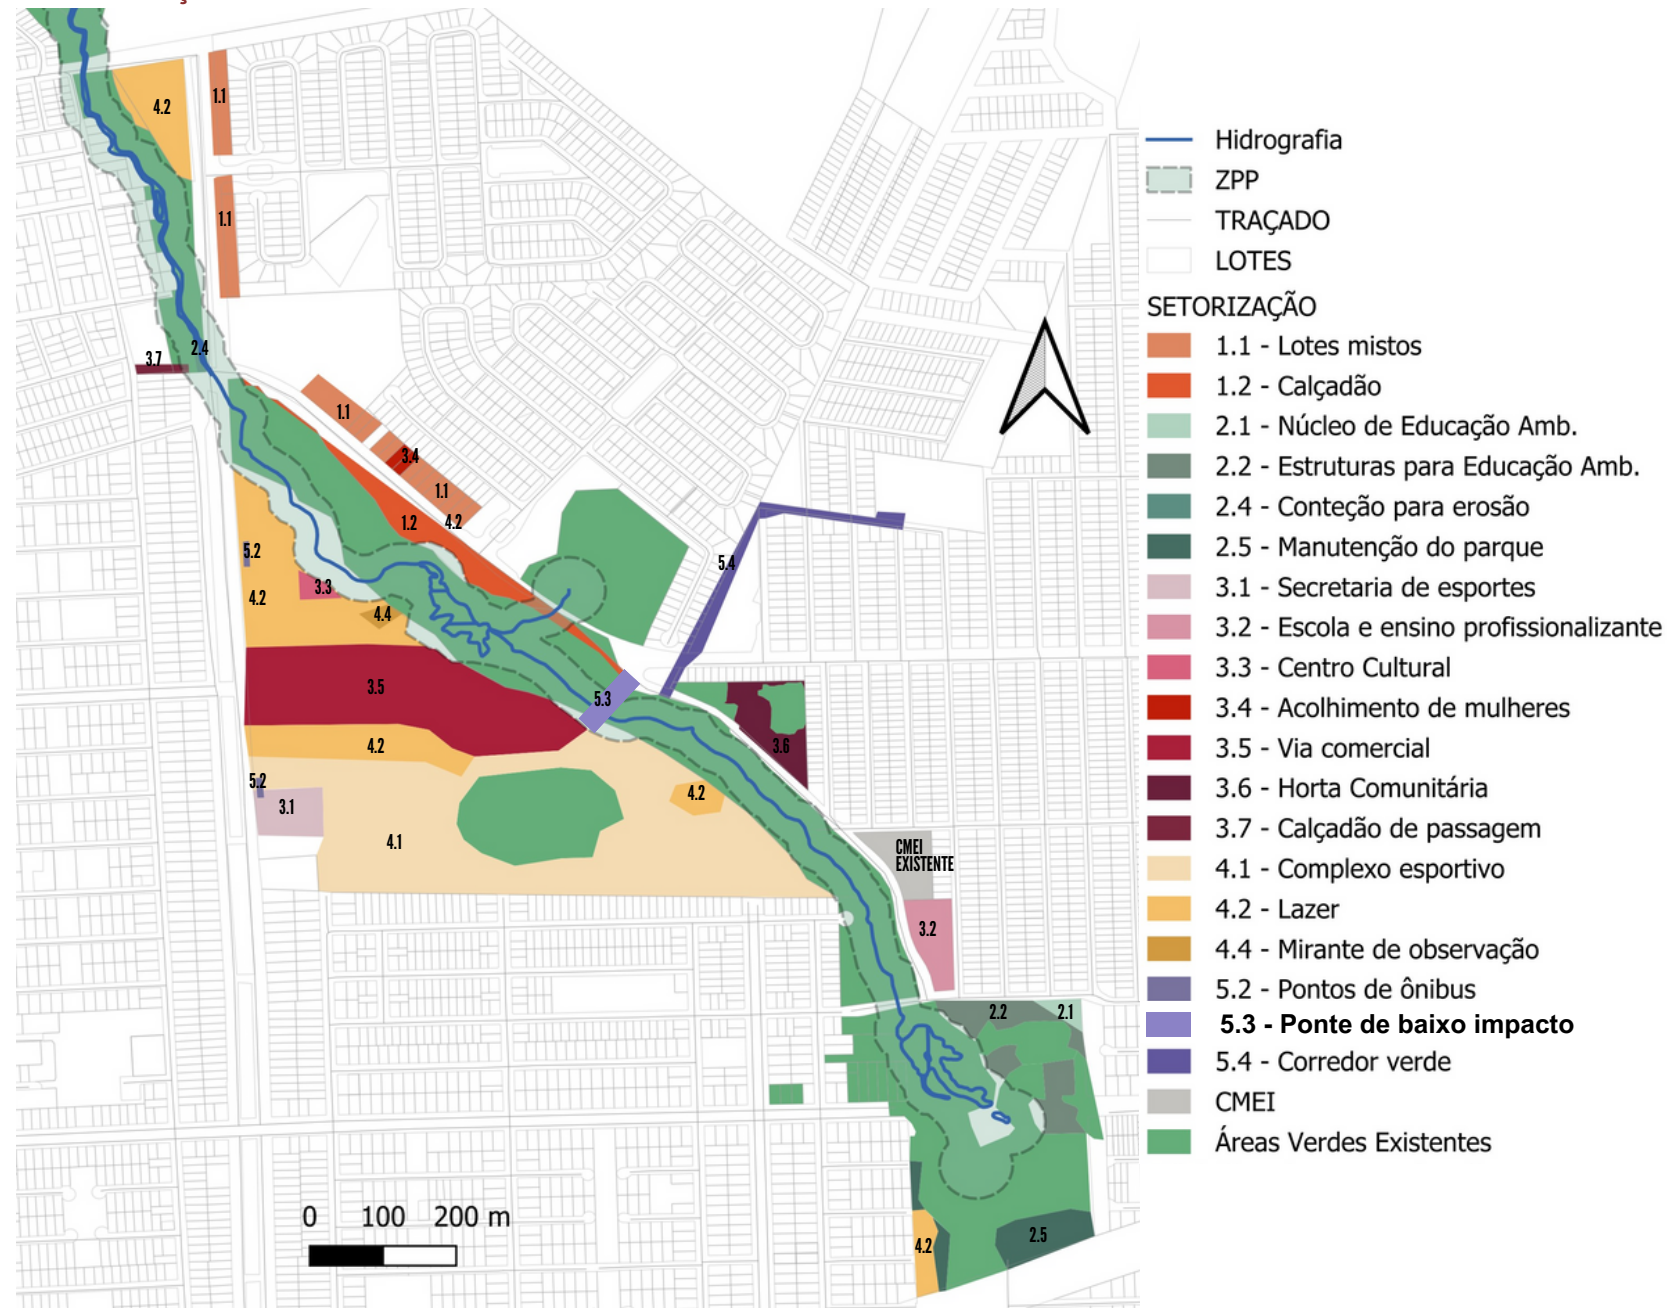 4.2
1.1
1.1
2.4
3.7
1.1
3.4
1.1
1.2
4.2
5.2
5.4
3.3
4.2
4.4
3.5
5.3
4.2
3.6
5.2
4.2
3.1
4.1
CMEI
EXISTENTE
3.2
2.2
2.1
2.5
4.2
0 100 200 m
Hidrografia
ZPP
TRAÇADO
LOTES
SETORIZAÇÃO
1.1 - Lotes mistos
1.2 - Calçadão
2.1 - Núcleo de Educação Amb.
2.2 - Estruturas para Educação Amb.
2.4 - Conteção para erosão
2.5 - Manutenção do parque
3.1 - Secretaria de esportes
3.2 - Escola e ensino profissionalizante
3.3 - Centro Cultural
3.4 - Acolhimento de mulheres
3.5 - Via comercial
3.6 - Horta Comunitária
3.7 - Calçadão de passagem
4.1 - Complexo esportivo
4.2 - Lazer
4.4 - Mirante de observação
5.2 - Pontos de ônibus
5.3 - Ponte de baixo impacto
5.4 - Corredor verde
CMEI
Áreas Verdes Existentes